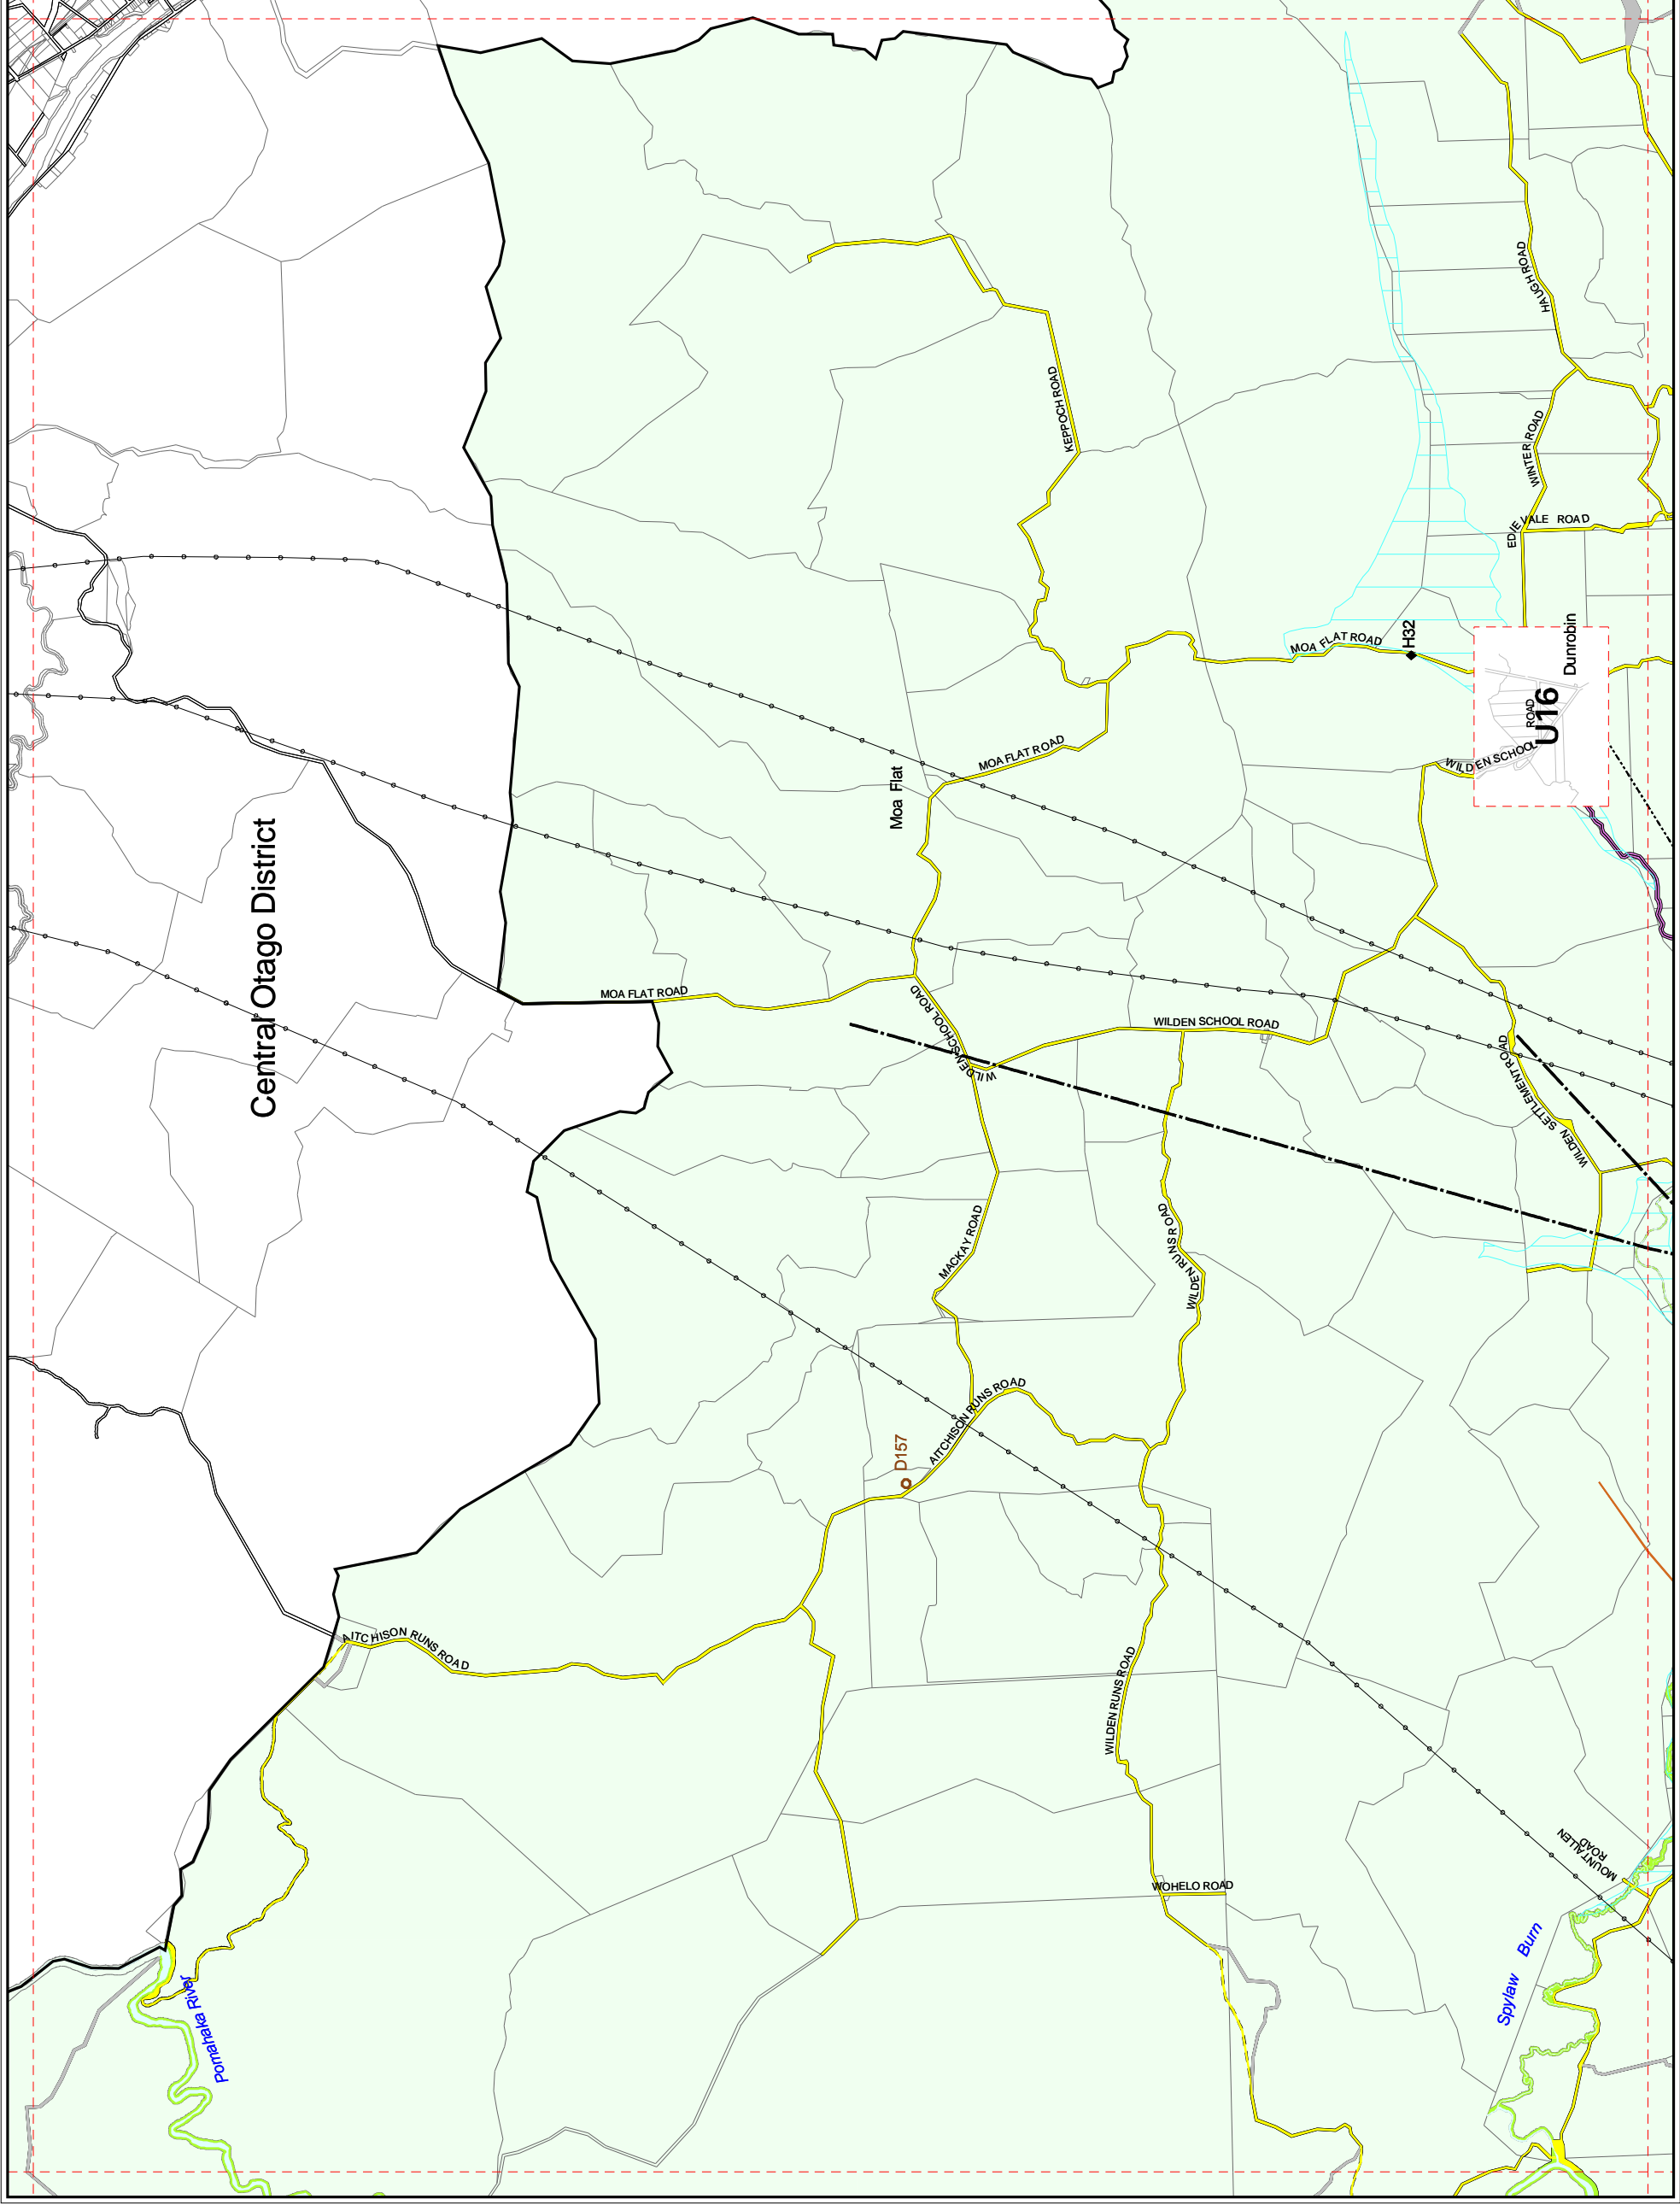 HAUGH ROAD
KEPPOCH ROAD
WINTER ROAD
EDIE VALE ROAD
MOA FLAT ROAD
H32
Dunrobin
U16
WILDEN SCHOOL ROAD
MOA FLAT ROAD
Moa Flat
Central Otago District
MOA FLAT ROAD
WILDEN SCHOOL ROAD
WILDEN SCHOOL ROAD
WILDEN SETTLEMENT ROAD
MACKAY ROAD
WILDEN RUNS ROAD
AITCHISON RUNS ROAD
D157
AITCHISON RUNS ROAD
WILDEN RUNS ROAD
MOUNT ALLEN
ROAD
WOHELO ROAD
Spylaw Burn
Pomahaka River